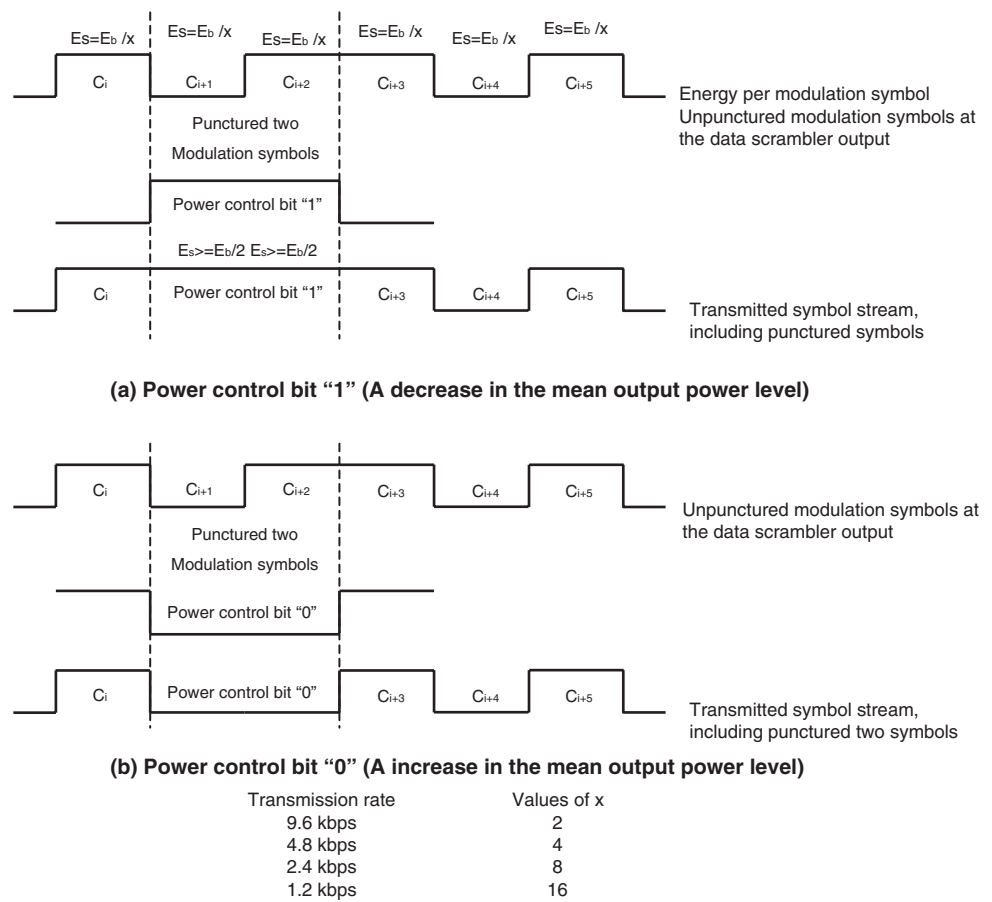 Es=Eb /x Es=Eb /x Es=Eb /x Es=Eb /x Es=Eb /x Es=Eb /x
Ci Ci+1 Ci+2 Ci+3 Ci+4 Ci+5
Energy per modulation symbol
Unpunctured modulation symbols at
the data scrambler output
Punctured two
Modulation symbols
Power control bit “1”
Es>=Eb/2 Es>=Eb/2
Ci Power control bit “1” Ci+3 Ci+4 Ci+5
Transmitted symbol stream,
including punctured symbols
(a) Power control bit “1” (A decrease in the mean output power level)
Ci Ci+1 Ci+2 Ci+3 Ci+4 Ci+5
Unpunctured modulation symbols at
the data scrambler output
Punctured two
Modulation symbols
Power control bit “0”
Ci Power control bit “0” Ci+3 Ci+4 Ci+5
Transmitted symbol stream,
including punctured two symbols
(b) Power control bit “0” (A increase in the mean output power level)
Transmission rate Values of x
9.6 kbps 2
4.8 kbps 4
2.4 kbps 8
1.2 kbps 16